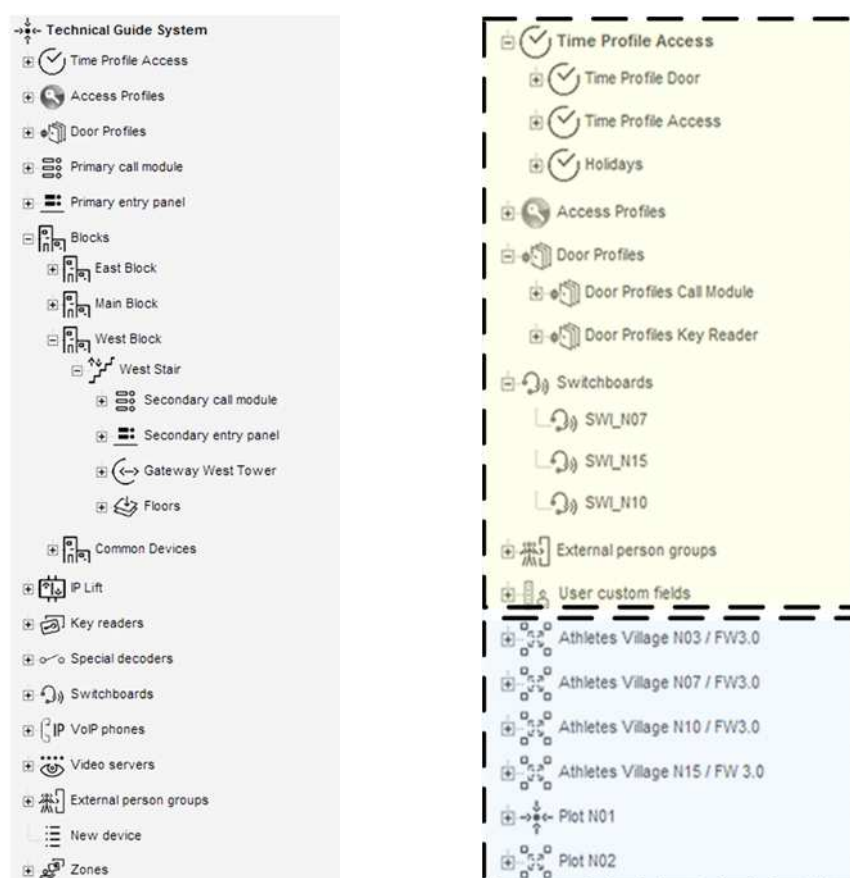 Technical Guide System
Time Profile Access
Access Profiles
Door Profiles
Primary call module
Primary entry panel
Blocks
East Block
Main Block
West Block
West Stair
Secondary call module
Secondary entry panel
Gateway West Tower
Floors
Common Devices
IP Lift
Key readers
Special decoders
Switchboards
IP VoIP phones
Video servers
External person groups
New device
Zones
Time Profile Access
Time Profile Door
Time Profile Access
Holidays
Access Profiles
Door Profiles
Door Profiles Call Module
Door Profiles Key Reader
Switchboards
SWI_N07
SWI_N15
SWI_N10
External person groups
User custom fields
Athletes Village N03 / FW3.0
Athletes Village N07 / FW3.0
Athletes Village N10 / FW3.0
Athletes Village N15 / FW 3.0
Plot N01
Plot N02